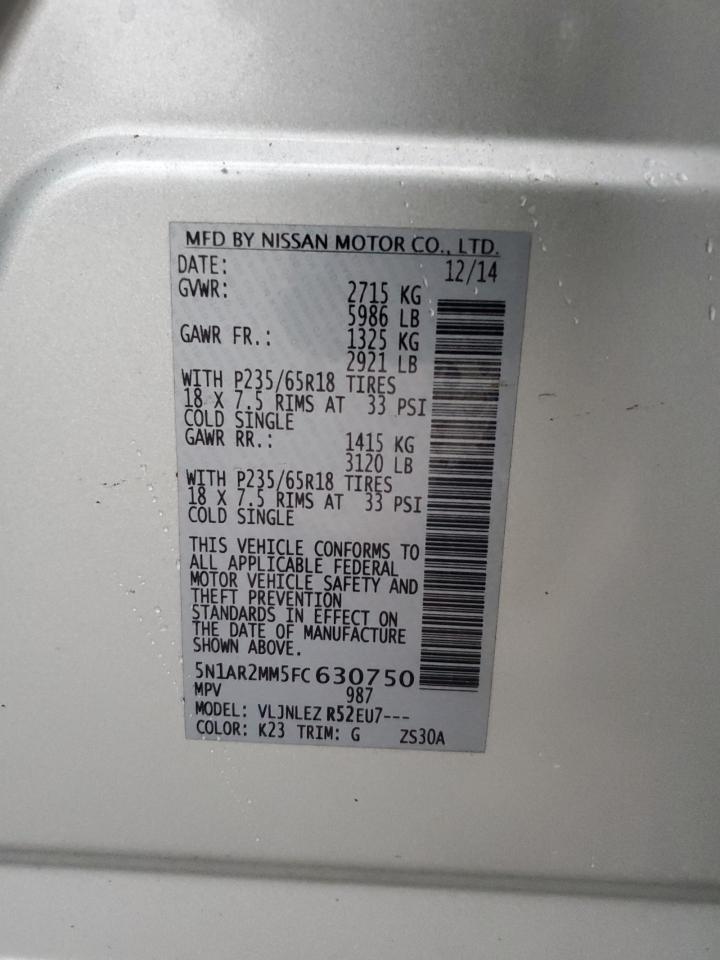 MFD BY NISSAN MOTOR CO., LTD.
DATE: 12/14
GVWR: 2715 KG
5986 LB
GAWR FR.: 1325 KG
2921 LB
WITH P235/65R18 TIRES
18 X 7.5 RIMS AT 33 PSI
COLD SINGLE
GAWR RR.: 1415 KG
3120 LB
WITH P235/65R18 TIRES
18 X 7.5 RIMS AT 33 PSI
COLD SINGLE
THIS VEHICLE CONFORMS TO
ALL APPLICABLE FEDERAL
MOTOR VEHICLE SAFETY AND
THEFT PREVENTION
STANDARDS IN EFFECT ON
THE DATE OF MANUFACTURE
SHOWN ABOVE.
5N1AR2MM5FC630750
MPV 987
MODEL: VLJNLEZ R52EU7---
COLOR: K23 TRIM: G ZS30A